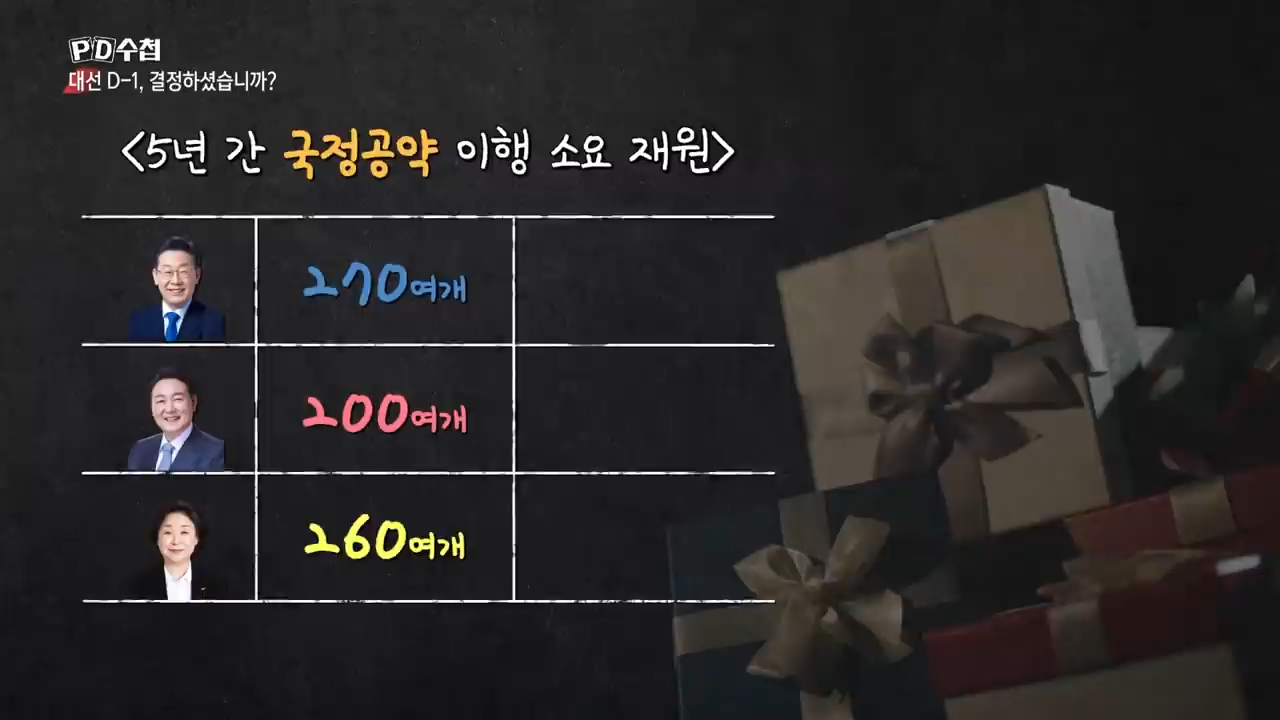 PD수첩
대선 D-1, 결정하셨습니까?
<5년 간 국정공약 이행 소요 재원>
270여개
200여개
260여개